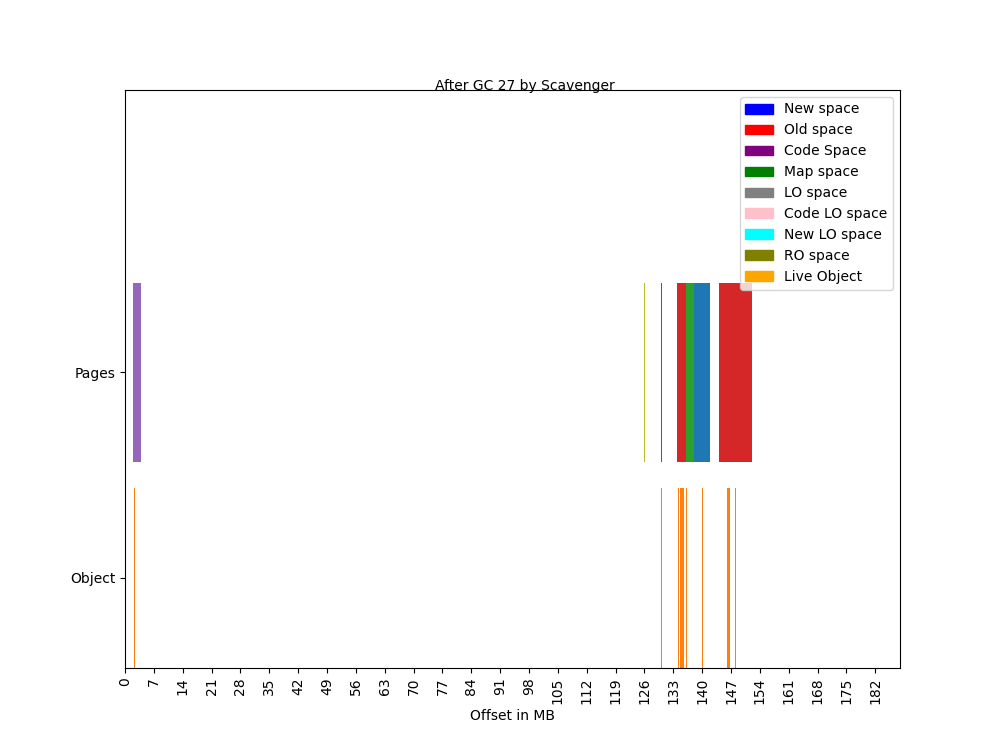 After GC 27 by Scavenger
New space
Old space
Code Space
Map space
LO space
Code LO space
New LO space
RO space
Live Object
Pages
Object
0 7 14 21 28 35 42 49 56 63 70 77 84 91 98 105 112 119 126 133 140 147 154 161 168 175 182
Offset in MB